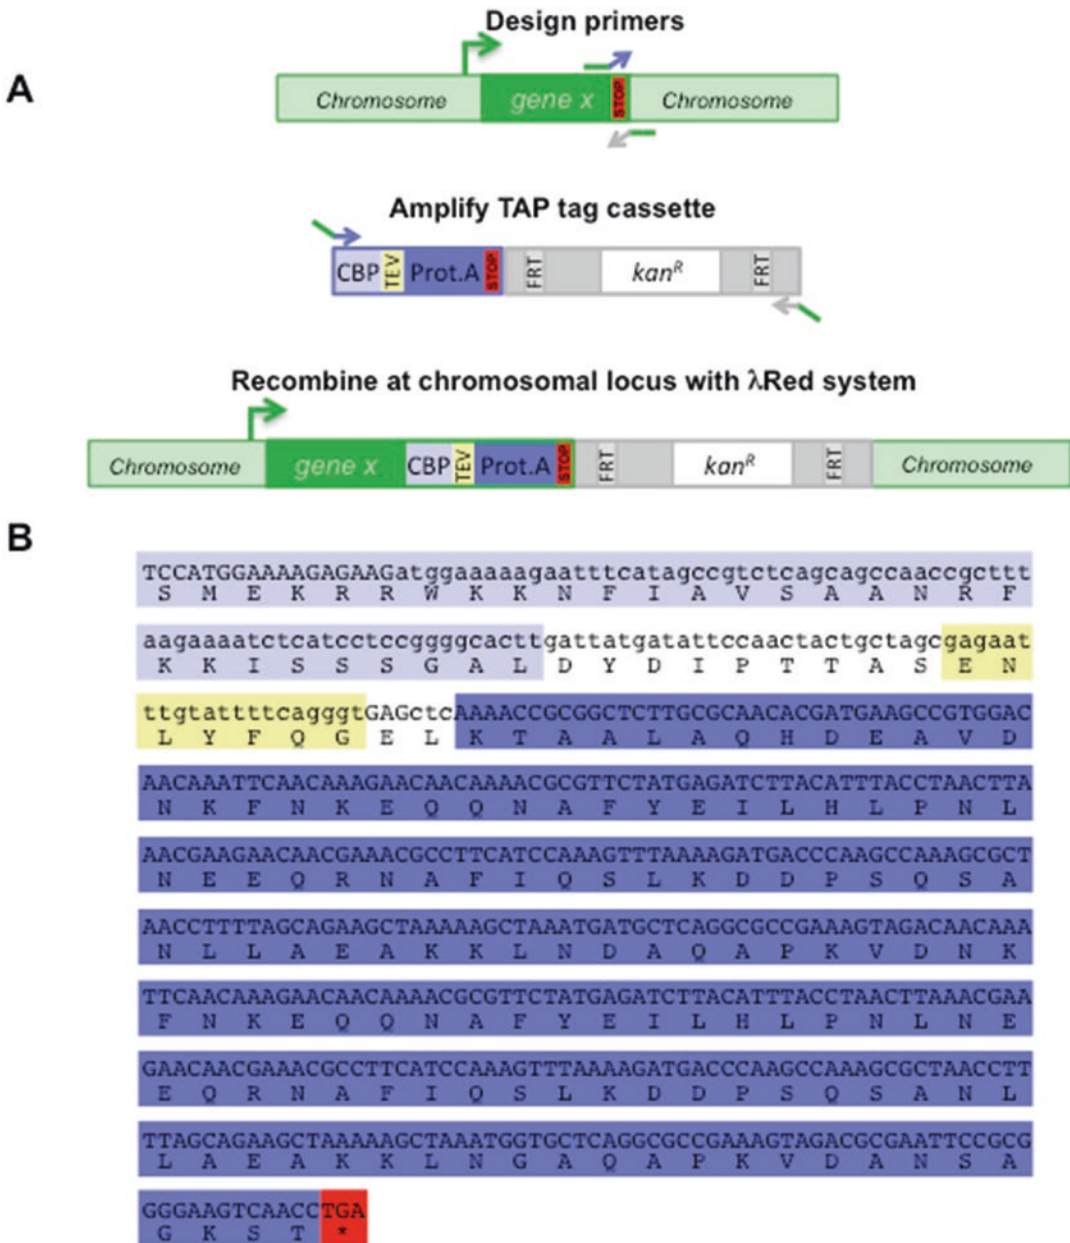 A
Design primers
Chromosome gene x STOP Chromosome
Amplify TAP tag cassette
CBP TEV Prot.A STOP FRT kanR FRT
Recombine at chromosomal locus with λRed system
Chromosome gene x CBP TEV Prot.A STOP FRT kanR FRT Chromosome
B
TCCATGGAAAAGAGAAGatggaaaaagaatttcatagccgtctcagcagccaaccgcttt
S M E K R R W K K N F I A V S A A N R F
aagaaaatctcatcctccggggcacttgattatgatattccaactactgctagcgagaat
K K I S S S G A L D Y D I P T T A S E N
ttgtattttcagggtGAGctcAAAACCGCGGCTCTTGCGCAACACGATGAAGCCGTGGAC
L Y F Q G E L K T A A L A Q H D E A V D
AACAAATTCAACAAAGAACAACAAAACGCGTTCTATGAGATCTTACATTTACCTAACTTA
N K F N K E Q Q N A F Y E I L H L P N L
AACGAAGAACAACGAAACGCCTTCATCCAAAGTTTAAAAGATGACCCAAGCCAAAGCGCT
N E E Q R N A F I Q S L K D D P S Q S A
AACCTTTTAGCAGAAGCTAAAAAGCTAAATGATGCTCAGGCGCCGAAAGTAGACAACAAA
N L L A E A K K L N D A Q A P K V D N K
TTCAACAAAGAACAACAAAACGCGTTCTATGAGATCTTACATTTACCTAACTTAAACGAA
F N K E Q Q N A F Y E I L H L P N L N E
GAACAACGAAACGCCTTCATCCAAAGTTTAAAAGATGACCCAAGCCAAAGCGCTAACCTT
E Q R N A F I Q S L K D D P S Q S A N L
TTAGCAGAAGCTAAAAAGCTAAATGGTGCTCAGGCGCCGAAAGTAGACGCGAATTCCGCG
L A E A K K L N G A Q A P K V D A N S A
GGGAAGTCAACCTGA
G K S T *